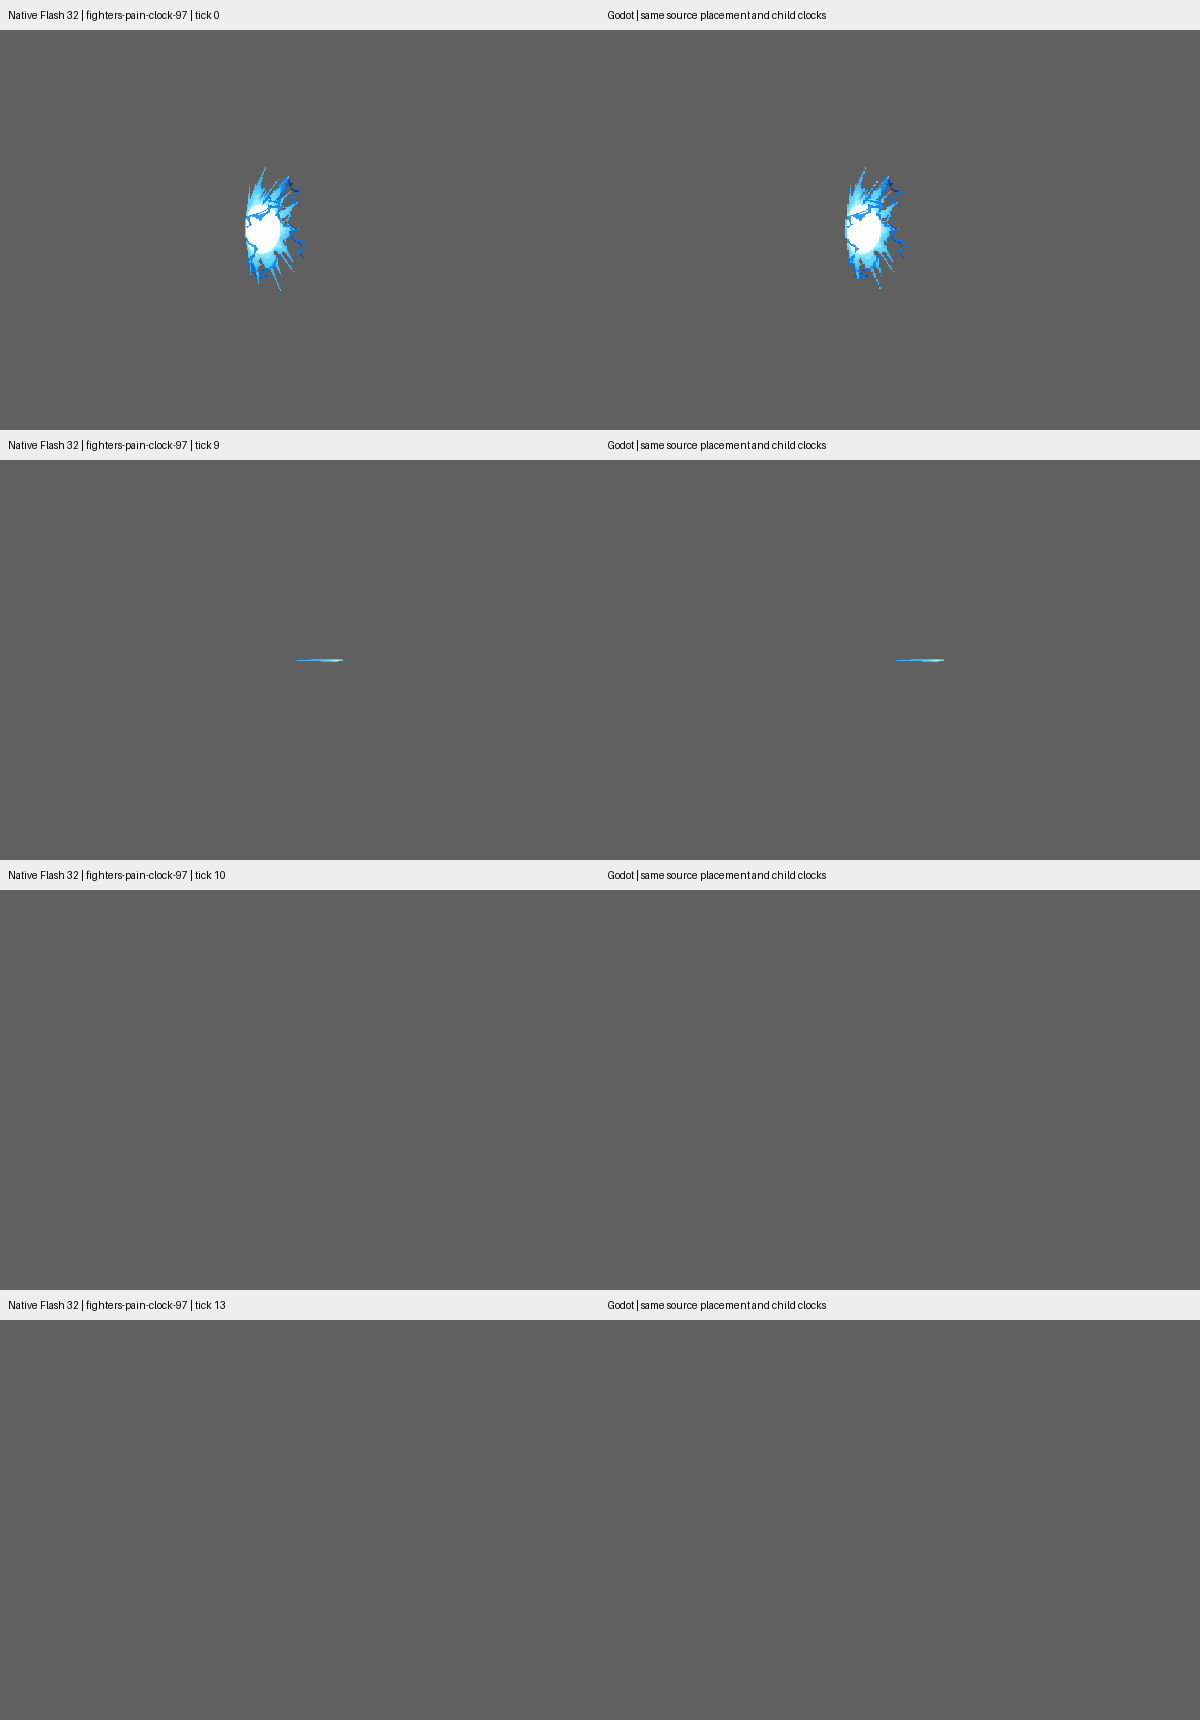 Native Flash 32 | fighters-pain-clock-97 | tick 0
Godot | same source placement and child clocks
Native Flash 32 | fighters-pain-clock-97 | tick 9
Godot | same source placement and child clocks
Native Flash 32 | fighters-pain-clock-97 | tick 10
Godot | same source placement and child clocks
Native Flash 32 | fighters-pain-clock-97 | tick 13
Godot | same source placement and child clocks